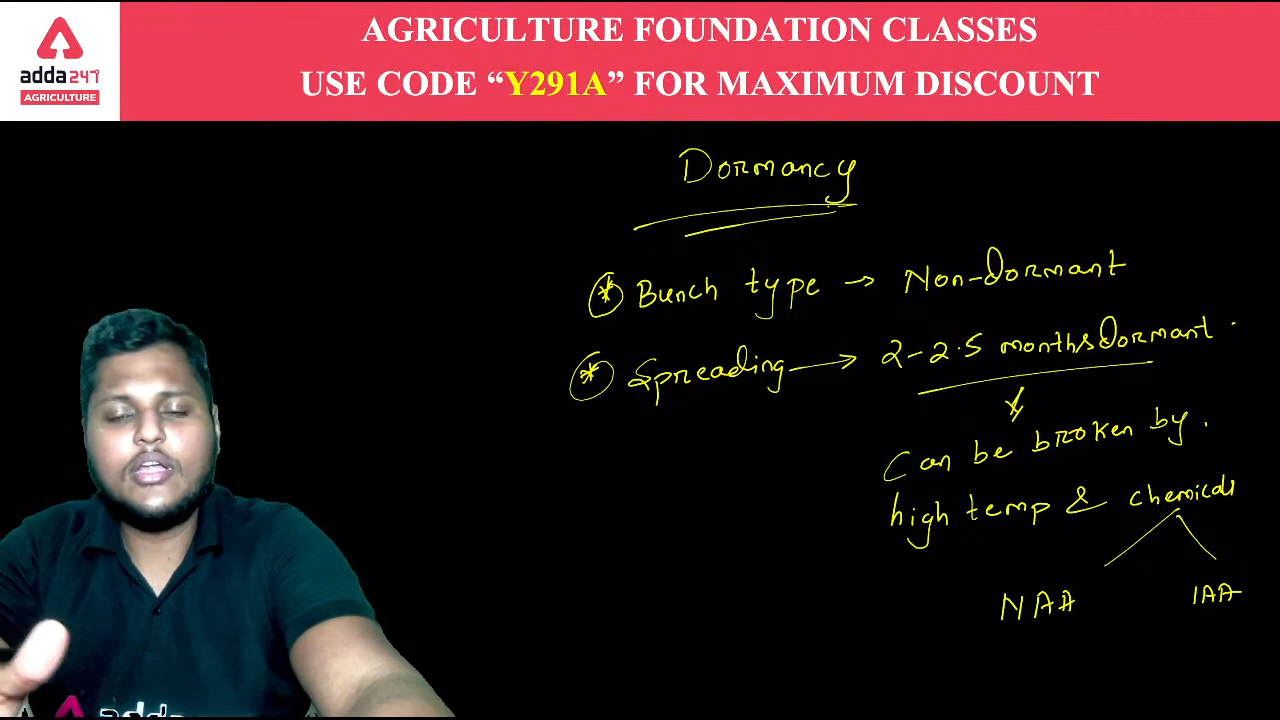 AGRICULTURE FOUNDATION CLASSES
USE CODE “Y291A” FOR MAXIMUM DISCOUNT
adda247
AGRICULTURE
Dormancy
* Bunch type → Non-dormant
* Spreading → 2-2.5 months dormant.
Can be broken by.
high temp & chemicals
NAA IAA
adda